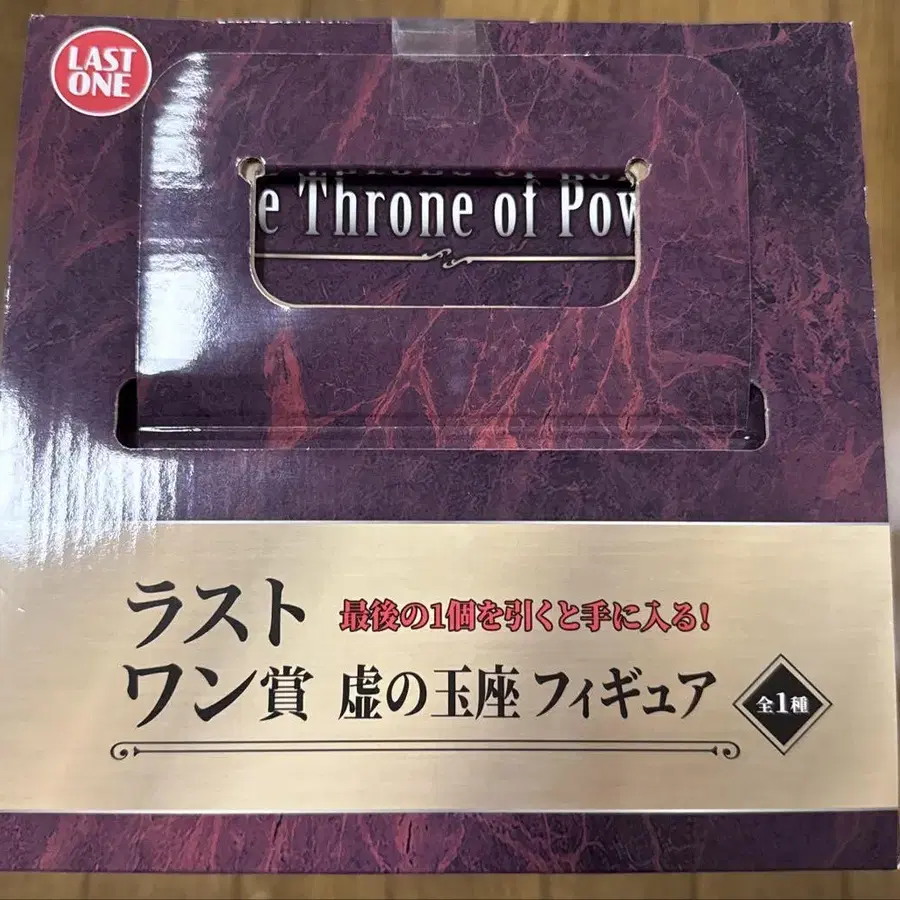 LAST
ONE
e Throne of Pow
ラスト
ワン賞
最後の1個を引くと手に入る!
虚の玉座 フィギュア
全1種